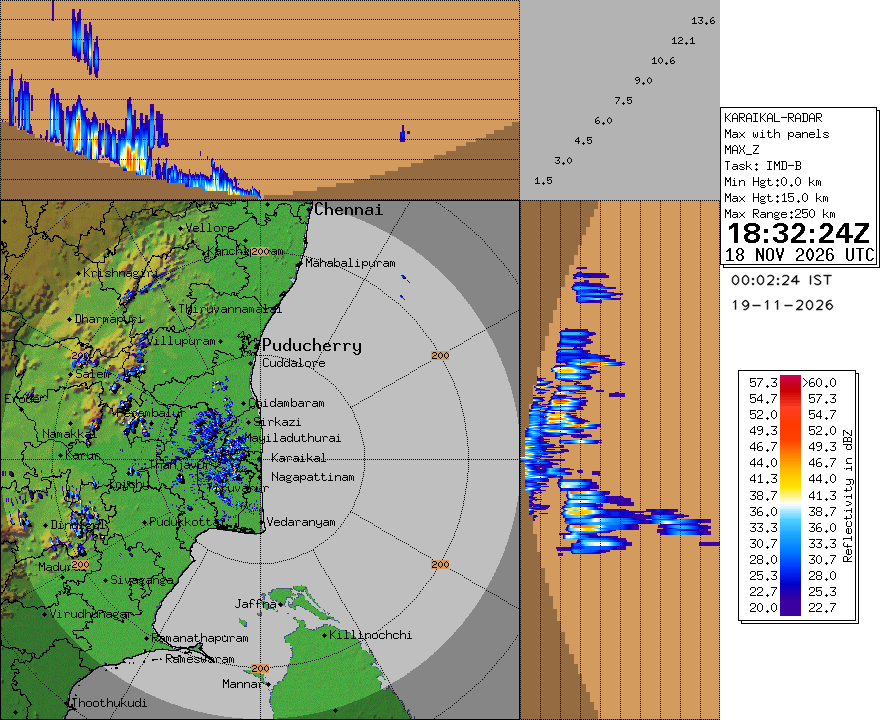 13.6
12.1
10.6
9.0
7.5
6.0
4.5
3.0
1.5
KARAIKAL-RADAR
Max with panels
MAX_Z
Task: IMD-B
Min Hgt:0.0 km
Max Hgt:15.0 km
Max Range:250 km
18:32:24Z
18 NOV 2026 UTC
00:02:24 IST
19-11-2026
Chennai
Vellore
200
Mahabalipuram
Krishnagiri
Thiruvannamalai
Dharmapuri
Villupuram
Puducherry
200
200
Cuddalore
Salem
Erode
Chidambaram
Perambalur
Sirkazi
Namakkal
Mayiladuthurai
Karur
Thanjavur
Karaikal
Nagapattinam
Pudukkottai
Vedaranyam
200
200
Sivaganga
Jaffna
Virudhunagar
Ramanathapuram
Killinochchi
Rameswaram
200
Mannar
Thoothukudi
57.3 >60.0
54.7 57.3
52.0 54.7
49.3 52.0
46.7 49.3
44.0 46.7
41.3 44.0
38.7 41.3
36.0 38.7
33.3 36.0
30.7 33.3
28.0 30.7
25.3 28.0
22.7 25.3
20.0 22.7
Reflectivity in dBZ